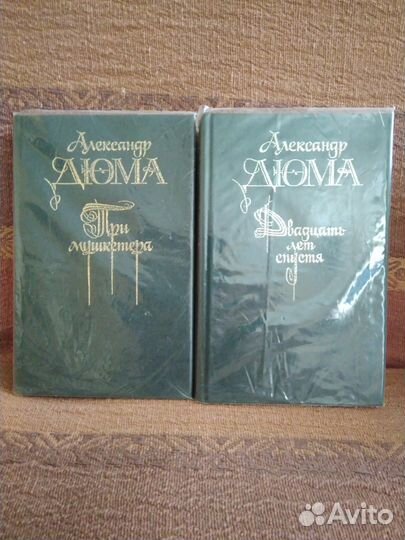 Александр
ДЮМА
Три
мушкетера
Александр
ДЮМА
Двадцать
лет
спустя
Avito